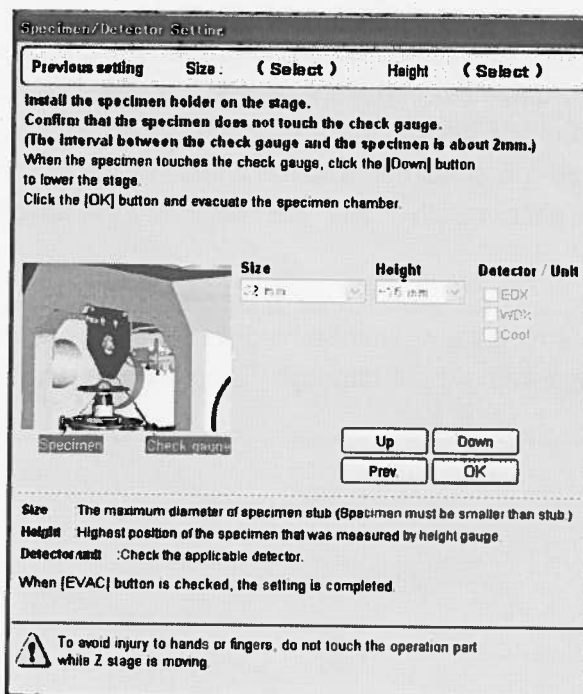 Specimen/Detector Setting
Previous setting Size : ( Select ) Height ( Select )
Install the specimen holder on the stage.
Confirm that the specimen does not touch the check gauge.
(The interval between the check gauge and the specimen is about 2mm.)
When the specimen touches the check gauge, click the [Down] button
to lower the stage.
Click the [OK] button and evacuate the specimen chamber.
Size Height Detector / Unit
mm mm EDX
WDX
Cool
Specimen Check gauge
Up Down
Prev. OK
Size The maximum diameter of specimen stub (Specimen must be smaller than stub.)
Height :Highest position of the specimen that was measured by height gauge
Detector/unit :Check the applicable detector.
When [EVAC] button is checked, the setting is completed.
To avoid injury to hands or fingers, do not touch the operation part
while Z stage is moving.